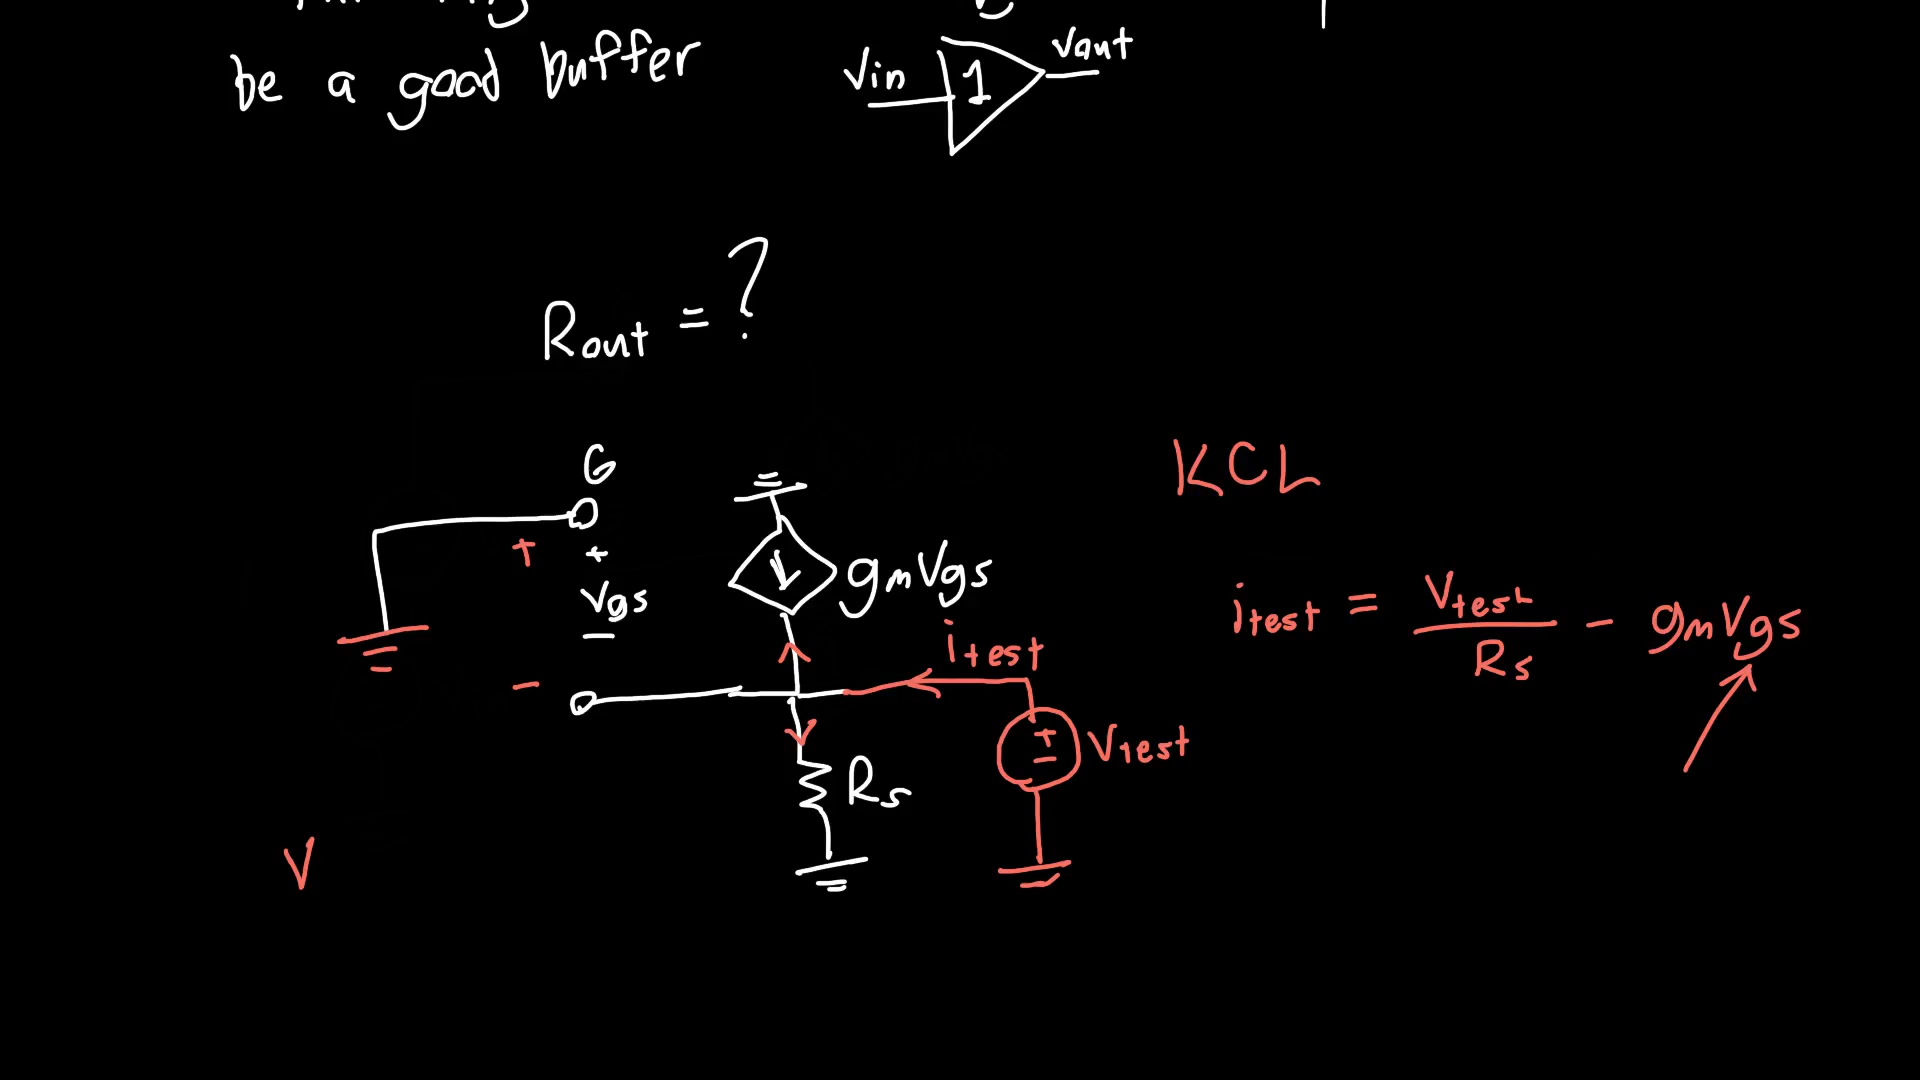 be a good buffer
Vin 1 Vout
Rout = ?
G
+
+
Vgs
-
-
gmVgs
itest
Vtest
+
-
Rs
KCL
itest = Vtest / Rs - gmVgs
V